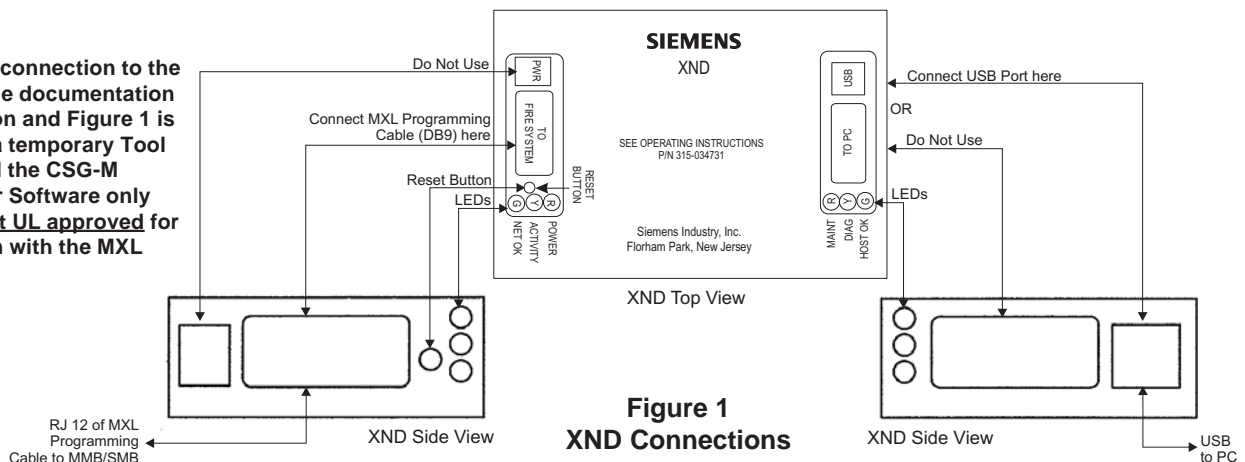 connection to the
e documentation
on and Figure 1 is
a temporary Tool
d the CSG-M
r Software only
t UL approved for
n with the MXL
Do Not Use
Connect MXL Programming
Cable (DB9) here
Reset Button
LEDs
PWR
TO
FIRE SYSTEM
RESET
BUTTON
G Y R
NET OK
ACTIVITY
POWER
SIEMENS
XND
SEE OPERATING INSTRUCTIONS
P/N 315-034731
Siemens Industry, Inc.
Florham Park, New Jersey
USB
TO PC
R Y G
MAINT
DIAG
HOST OK
Connect USB Port here
OR
Do Not Use
LEDs
XND Top View
RJ 12 of MXL
Programming
Cable to MMB/SMB
XND Side View
Figure 1
XND Connections
XND Side View
USB
to PC